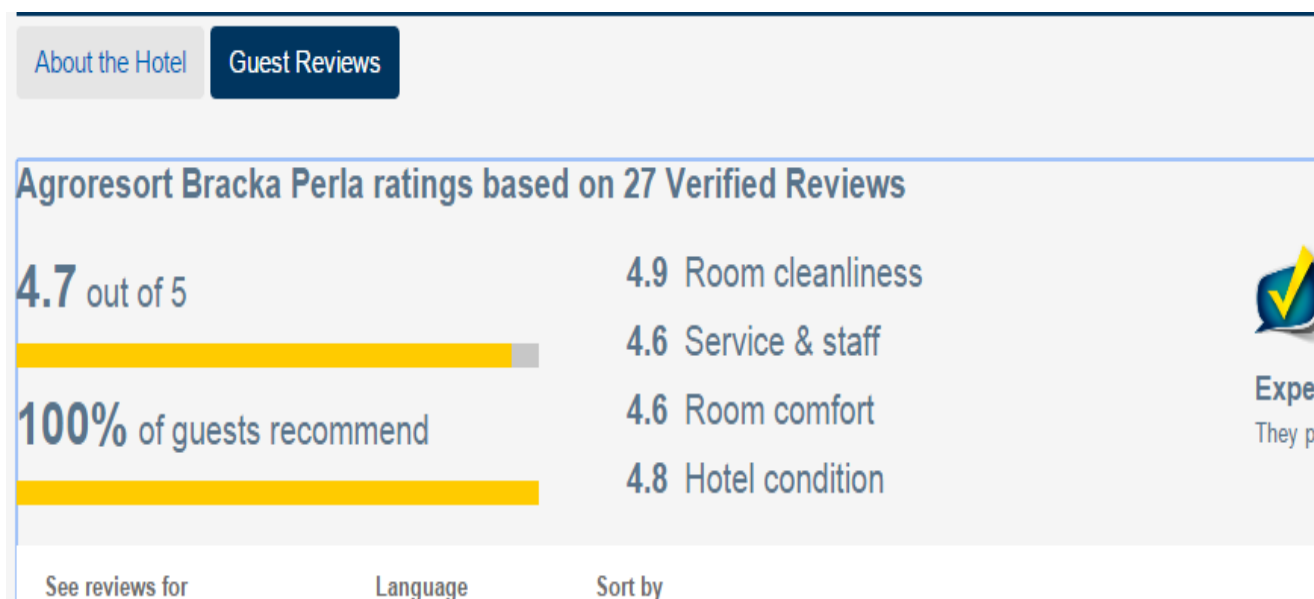 About the Hotel Guest Reviews
Agroresort Bracka Perla ratings based on 27 Verified Reviews
4.7 out of 5
100% of guests recommend
4.9 Room cleanliness
4.6 Service & staff
4.6 Room comfort
4.8 Hotel condition
Expe
They p
See reviews for Language Sort by